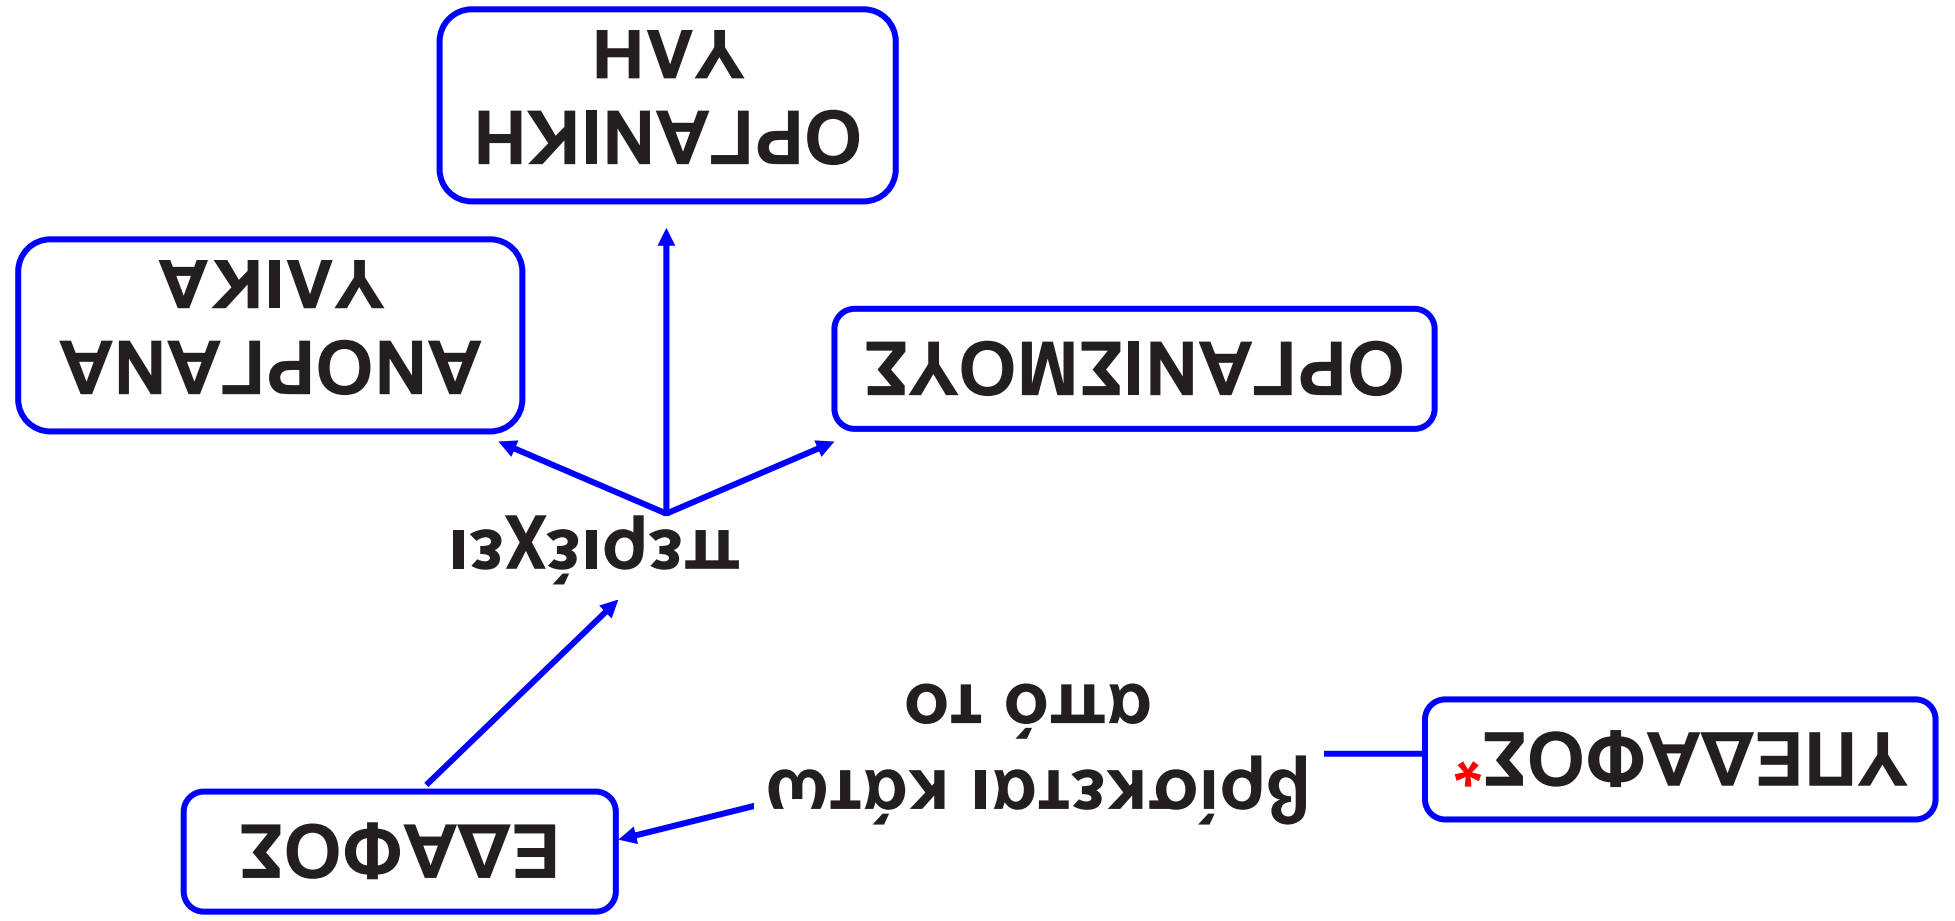 ΕΔΑΦΟΣ
βρίσκεται κάτω
από το
ΥΠΕΔΑΦΟΣ*
περιέχει
ΟΡΓΑΝΙΣΜΟΥΣ
ΑΝΟΡΓΑΝΑ
ΥΛΙΚΑ
ΟΡΓΑΝΙΚΗ
ΥΛΗ